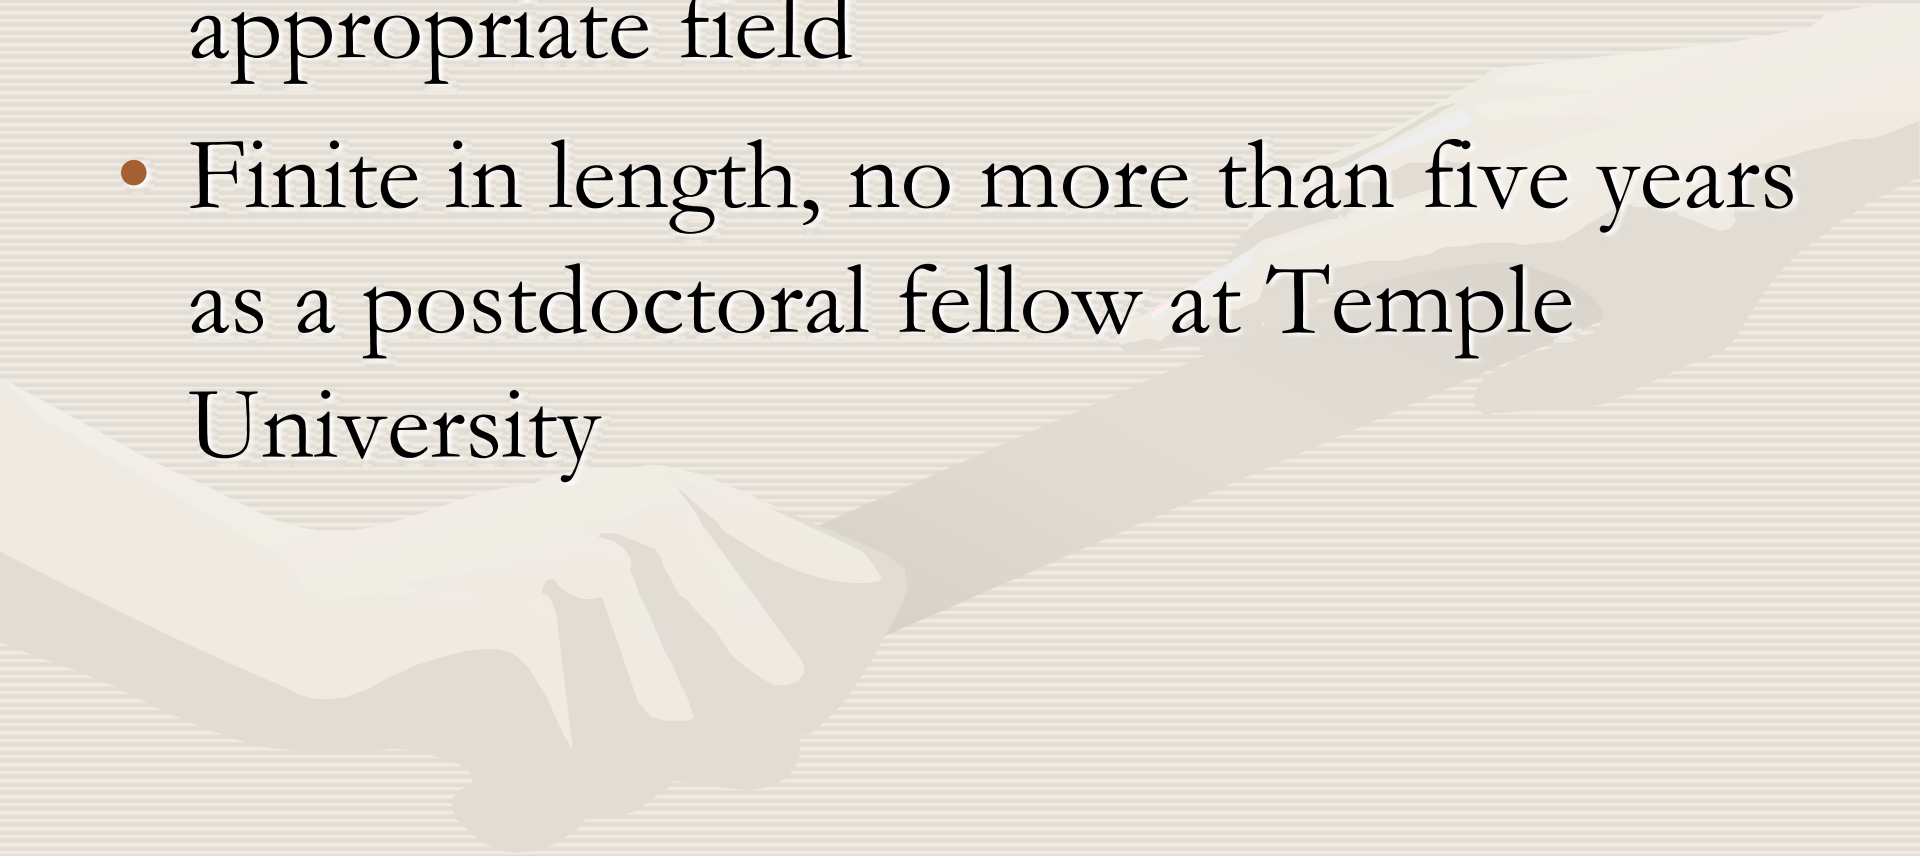 appropriate field
• Finite in length, no more than five years
as a postdoctoral fellow at Temple
University